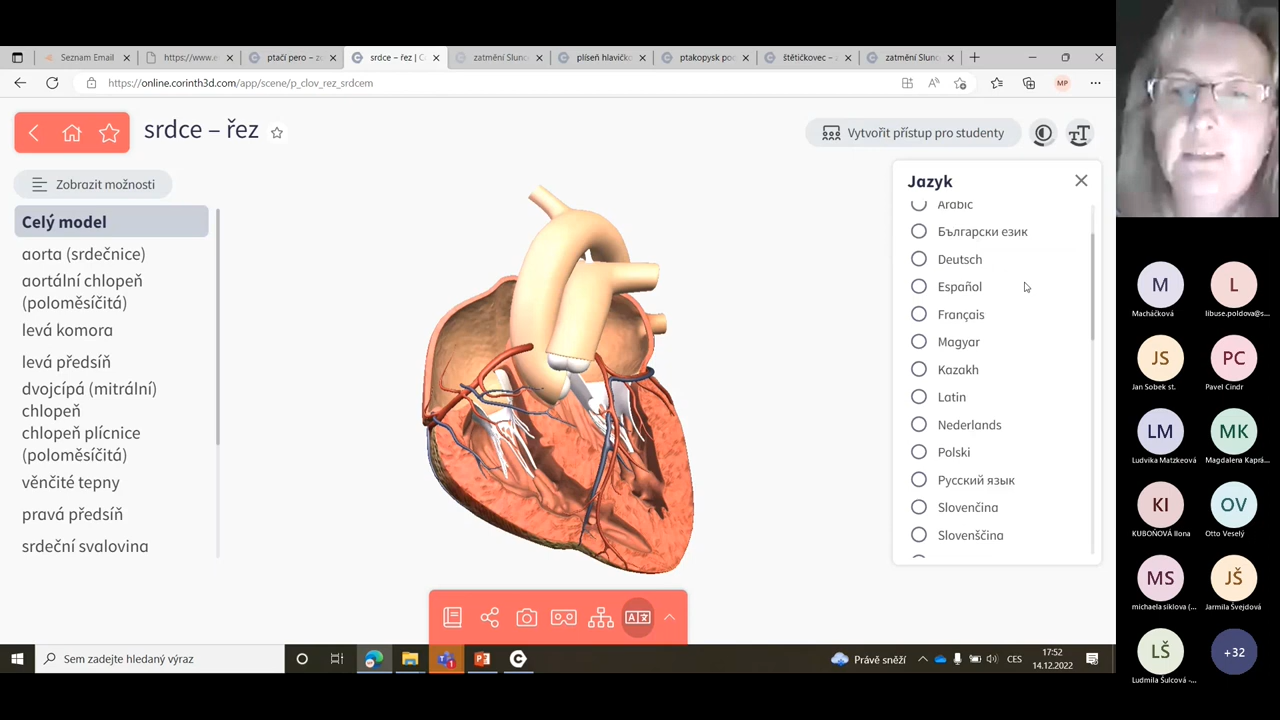 Seznam Email
https://www.e
ptačí pero – z
srdce – řez | C
zatmění Slunc
plíseň hlavičk
ptakopysk poc
štětičkovec –
zatmění Slunc
https://online.corinth3d.com/app/scene/p_clov_rez_srdcem
MP
srdce – řez
Vytvořit přístup pro studenty
Zobrazit možnosti
Celý model
aorta (srdečnice)
aortální chlopeň
(poloměsíčitá)
levá komora
levá předsíň
dvojcípá (mitrální)
chlopeň
chlopeň plícnice
(poloměsíčitá)
věnčité tepny
pravá předsíň
srdeční svalovina
Jazyk
Arabic
Български език
Deutsch
Español
Français
Magyar
Kazakh
Latin
Nederlands
Polski
Русский язык
Slovenčina
Slovenščina
Sem zadejte hledaný výraz
Právě sněží
CES
17:52
14.12.2022
M
Macháčková
L
libuse.poldova@s...
JS
Jan Sobek st.
PC
Pavel Cindr
LM
Ludvika Matzkeová
MK
Magdalena Kaprá...
KI
KUBOŇOVÁ Ilona
OV
Otto Veselý
MS
michaela siklova (...
JŠ
Jarmila Švejdová
LŠ
Ludmila Šulcová -...
+32